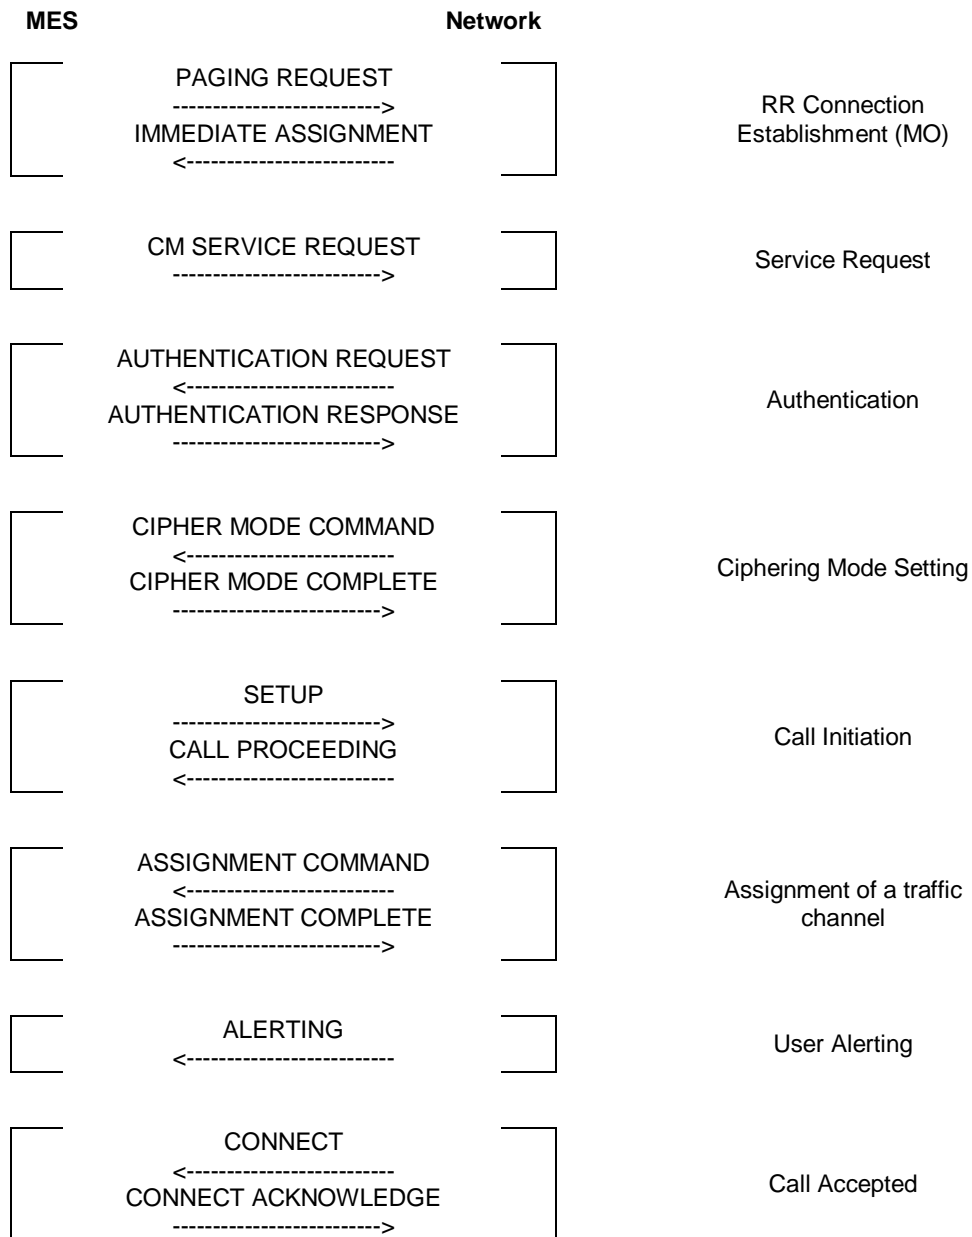 MES Network
PAGING REQUEST
-------------------------->
IMMEDIATE ASSIGNMENT
<--------------------------
RR Connection
Establishment (MO)
CM SERVICE REQUEST
-------------------------->
Service Request
AUTHENTICATION REQUEST
<--------------------------
AUTHENTICATION RESPONSE
-------------------------->
Authentication
CIPHER MODE COMMAND
<--------------------------
CIPHER MODE COMPLETE
-------------------------->
Ciphering Mode Setting
SETUP
-------------------------->
CALL PROCEEDING
<--------------------------
Call Initiation
ASSIGNMENT COMMAND
<--------------------------
ASSIGNMENT COMPLETE
-------------------------->
Assignment of a traffic
channel
ALERTING
<--------------------------
User Alerting
CONNECT
<--------------------------
CONNECT ACKNOWLEDGE
-------------------------->
Call Accepted